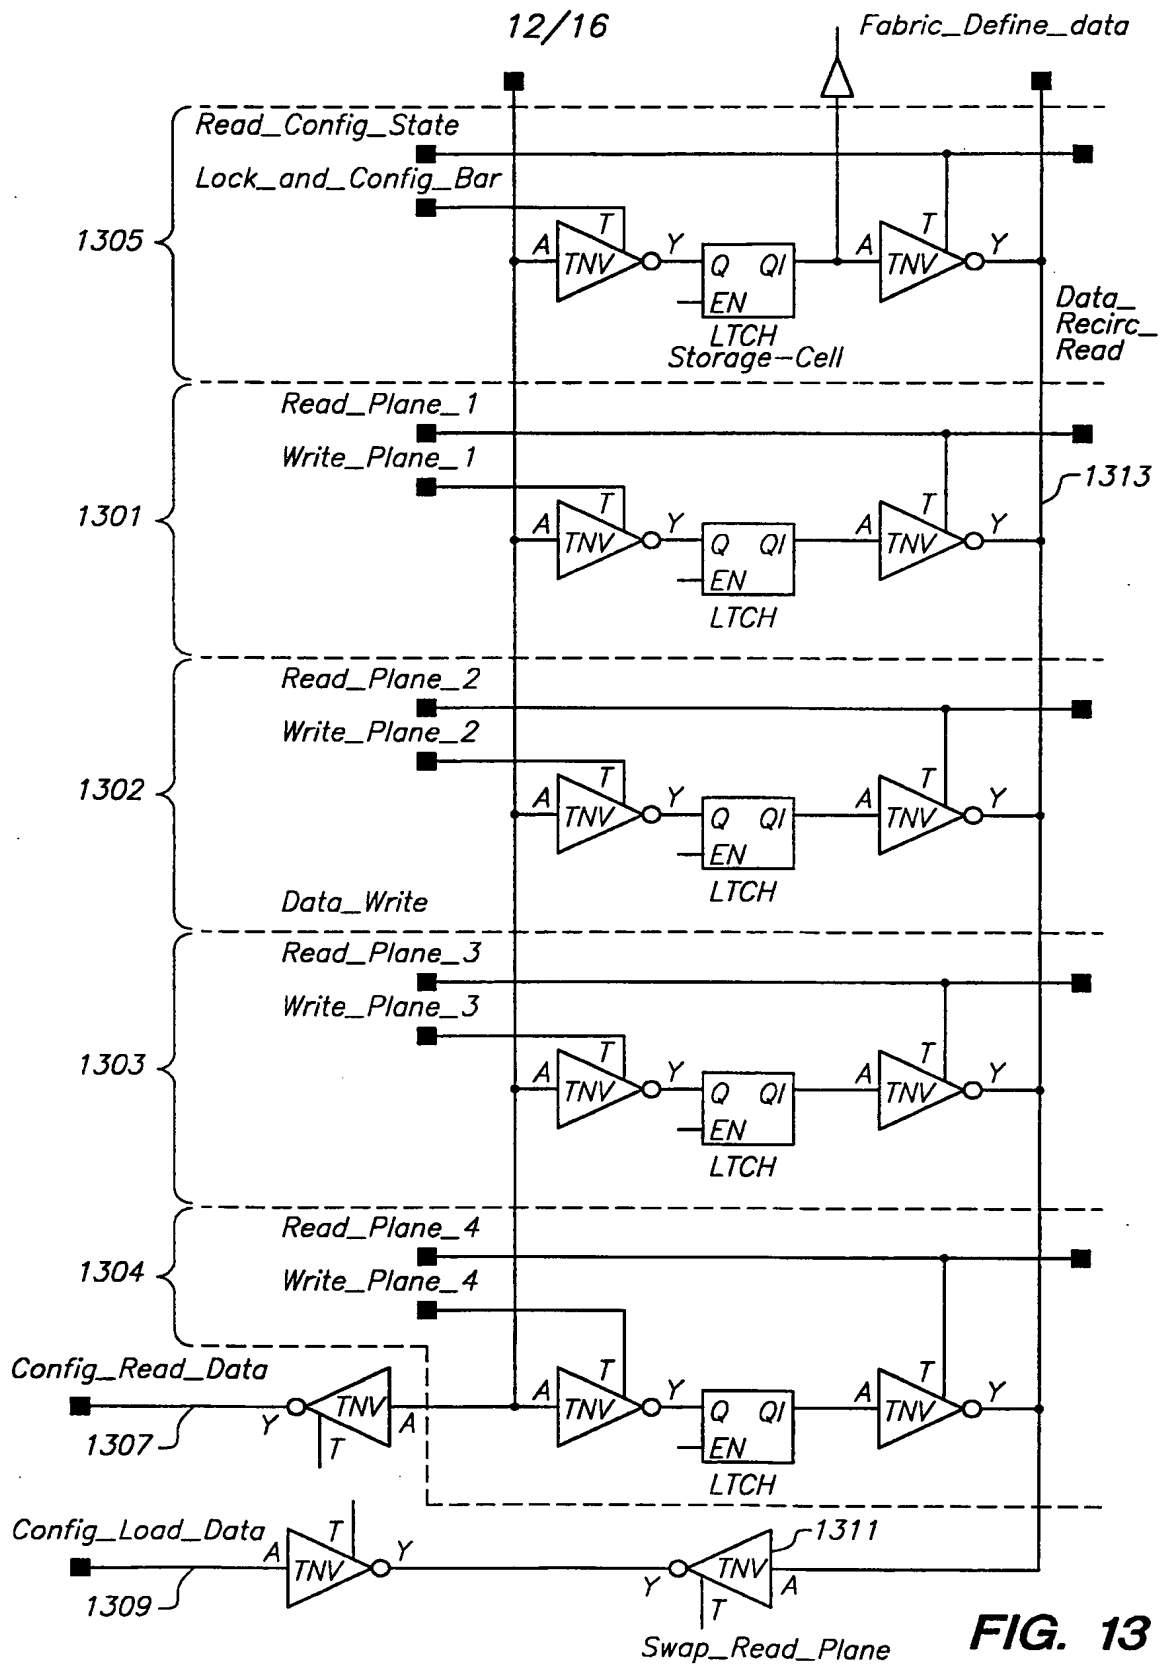 12/16
Fabric_Define_data
Read_Config_State
Lock_and_Config_Bar
1305
T
A
TNV
Y
Q
QI
EN
LTCH
Storage-Cell
T
A
TNV
Y
Data_
Recirc_
Read
Read_Plane_1
Write_Plane_1
1301
T
A
TNV
Y
Q
QI
EN
LTCH
T
A
TNV
Y
1313
Read_Plane_2
Write_Plane_2
1302
T
A
TNV
Y
Q
QI
EN
LTCH
T
A
TNV
Y
Data_Write
Read_Plane_3
Write_Plane_3
1303
T
A
TNV
Y
Q
QI
EN
LTCH
T
A
TNV
Y
Read_Plane_4
Write_Plane_4
1304
T
A
TNV
Y
Q
QI
EN
LTCH
T
A
TNV
Y
Config_Read_Data
Y
TNV
A
T
1307
Config_Load_Data
T
A
TNV
Y
1309
1311
Y
TNV
A
T
Swap_Read_Plane
FIG. 13